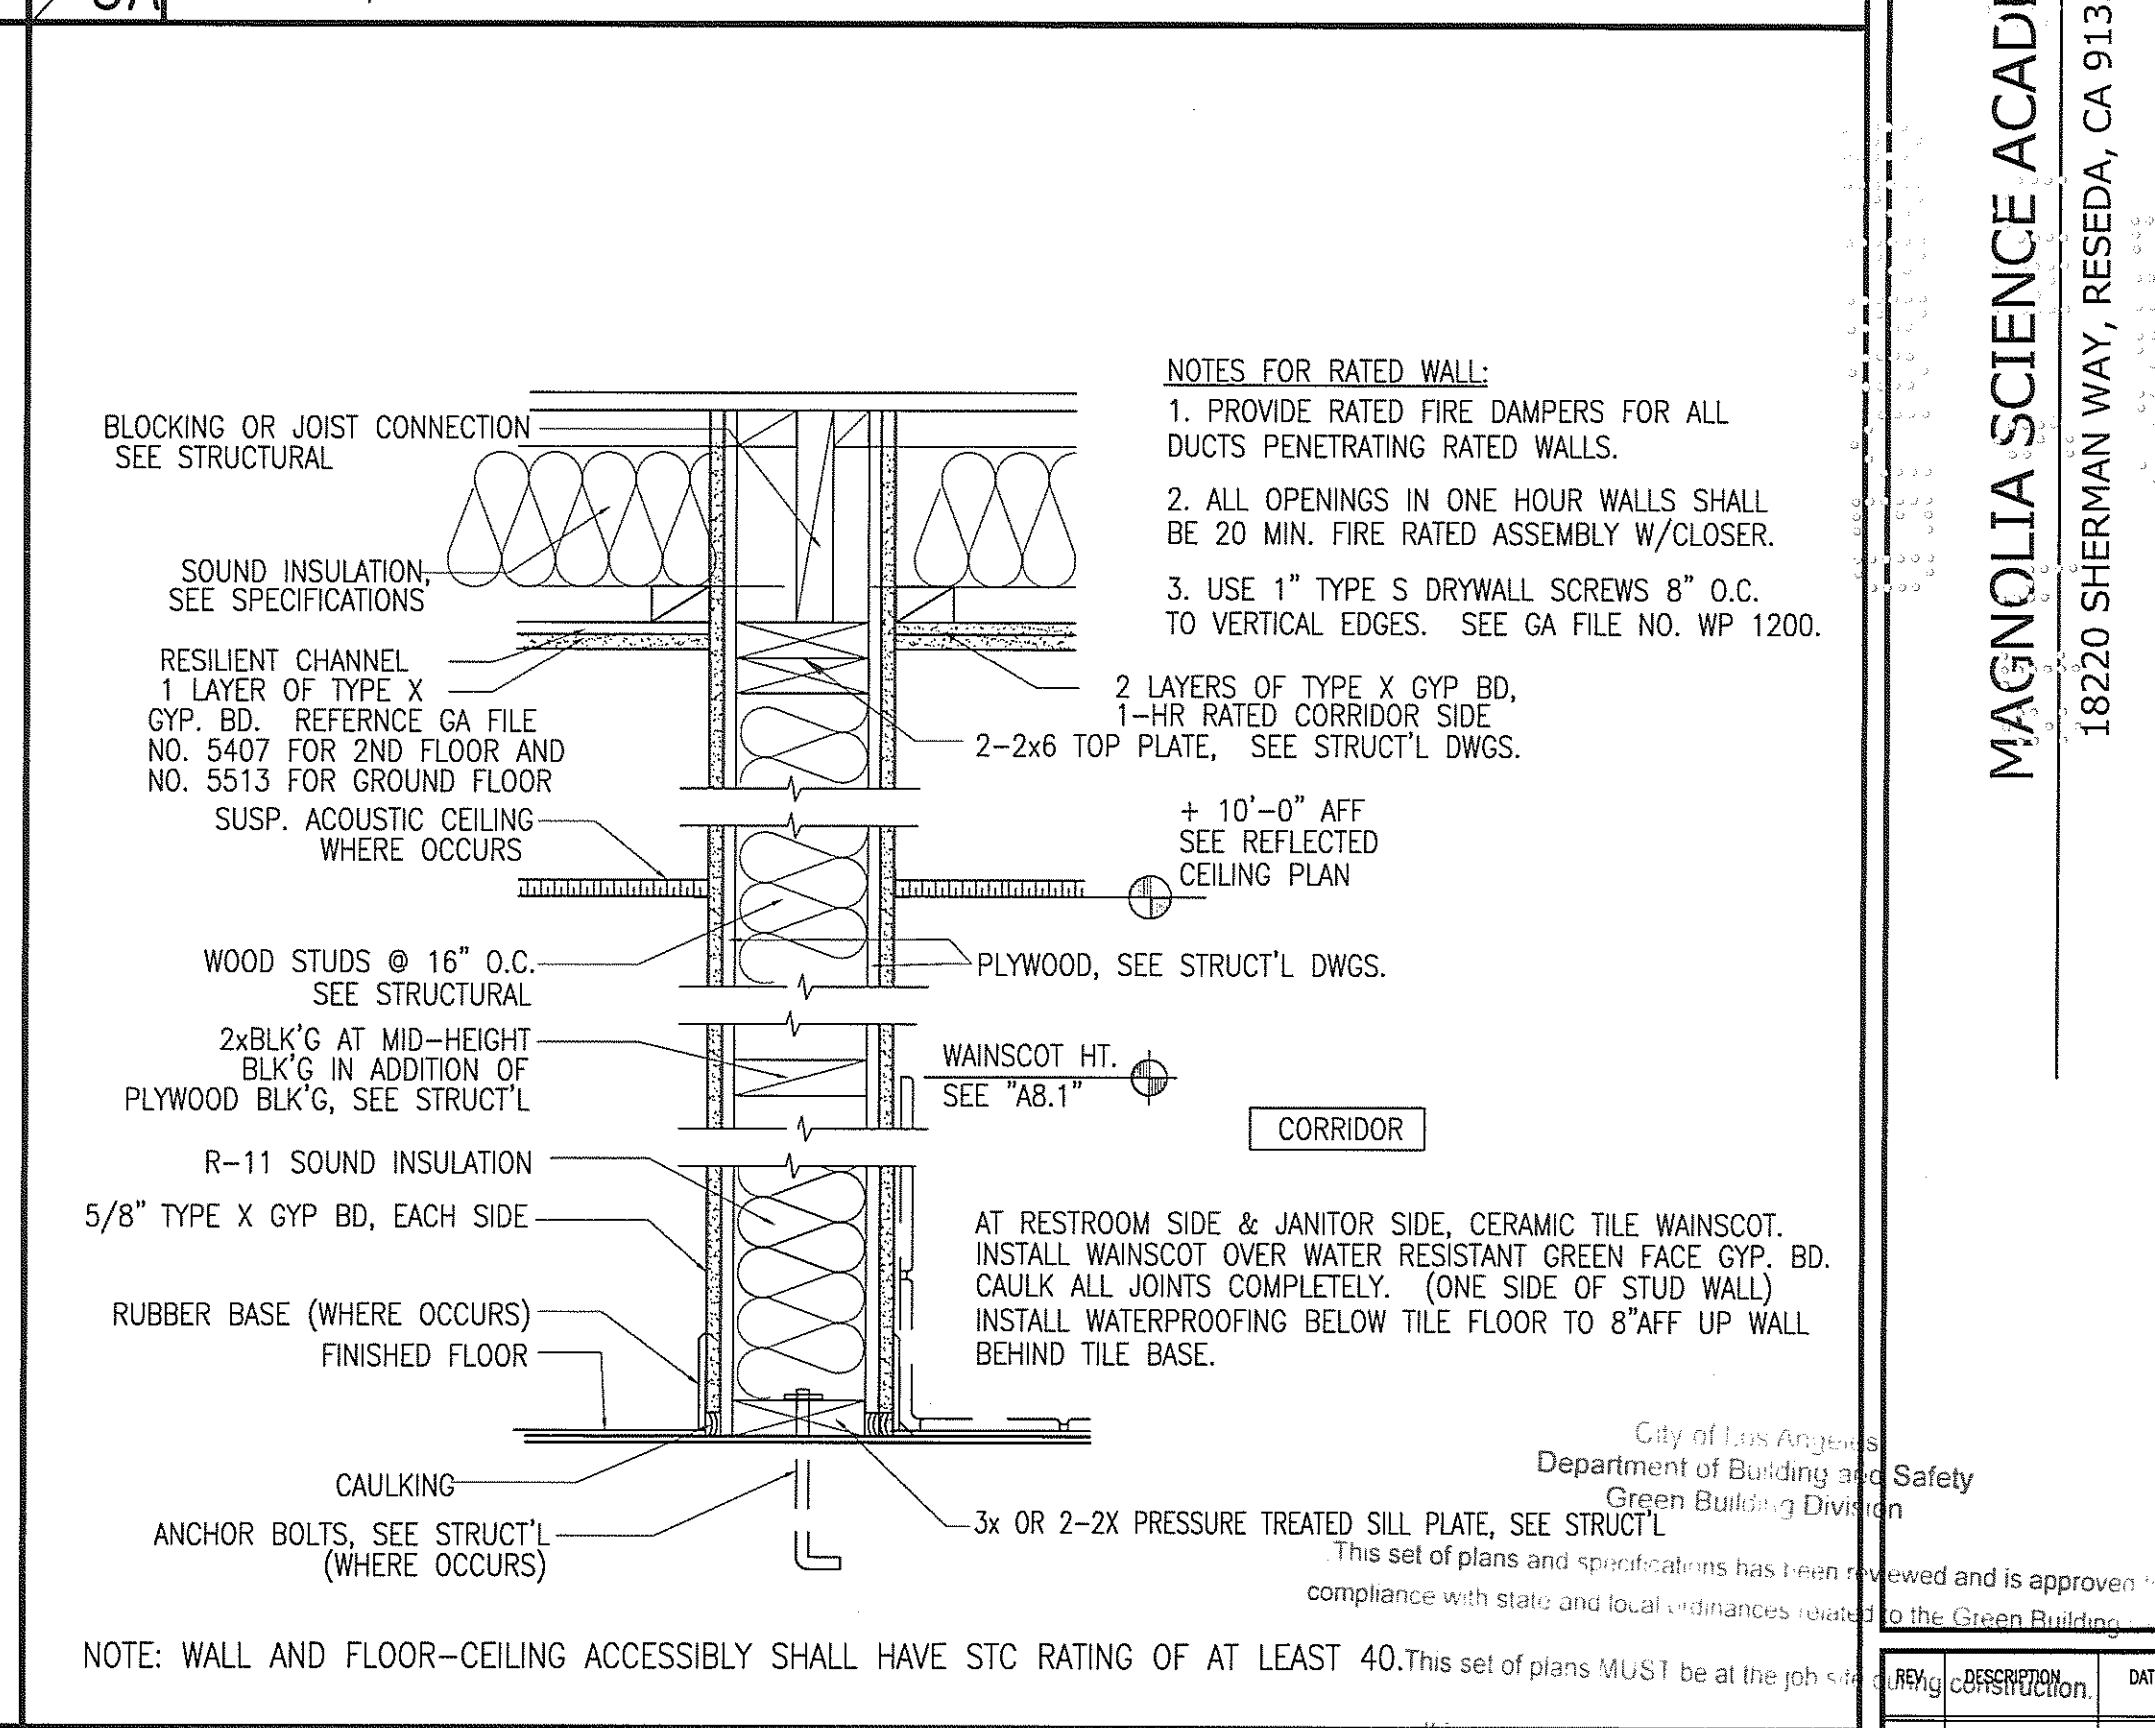 BLOCKING OR JOIST CONNECTION
SEE STRUCTURAL
SOUND INSULATION,
SEE SPECIFICATIONS
RESILIENT CHANNEL
1 LAYER OF TYPE X
GYP. BD. REFERNCE GA FILE
NO. 5407 FOR 2ND FLOOR AND
NO. 5513 FOR GROUND FLOOR
SUSP. ACOUSTIC CEILING
WHERE OCCURS
WOOD STUDS @ 16" O.C.
SEE STRUCTURAL
2xBLK'G AT MID-HEIGHT
BLK'G IN ADDITION OF
PLYWOOD BLK'G, SEE STRUCT'L
R-11 SOUND INSULATION
5/8" TYPE X GYP BD, EACH SIDE
RUBBER BASE (WHERE OCCURS)
FINISHED FLOOR
CAULKING
ANCHOR BOLTS, SEE STRUCT'L
(WHERE OCCURS)
NOTES FOR RATED WALL:
1. PROVIDE RATED FIRE DAMPERS FOR ALL
DUCTS PENETRATING RATED WALLS.
2. ALL OPENINGS IN ONE HOUR WALLS SHALL
BE 20 MIN. FIRE RATED ASSEMBLY W/CLOSER.
3. USE 1" TYPE S DRYWALL SCREWS 8" O.C.
TO VERTICAL EDGES. SEE GA FILE NO. WP 1200.
2 LAYERS OF TYPE X GYP BD,
1-HR RATED CORRIDOR SIDE
2-2x6 TOP PLATE, SEE STRUCT'L DWGS.
+ 10'-0" AFF
SEE REFLECTED
CEILING PLAN
PLYWOOD, SEE STRUCT'L DWGS.
WAINSCOT HT.
SEE "A8.1"
CORRIDOR
AT RESTROOM SIDE & JANITOR SIDE, CERAMIC TILE WAINSCOT.
INSTALL WAINSCOT OVER WATER RESISTANT GREEN FACE GYP. BD.
CAULK ALL JOINTS COMPLETELY. (ONE SIDE OF STUD WALL)
INSTALL WATERPROOFING BELOW TILE FLOOR TO 8"AFF UP WALL
BEHIND TILE BASE.
3x OR 2-2X PRESSURE TREATED SILL PLATE, SEE STRUCT'L
NOTE: WALL AND FLOOR-CEILING ACCESSIBLY SHALL HAVE STC RATING OF AT LEAST 40.
City of Los Angeles
Department of Building and Safety
Green Building Division
This set of plans and specifications has been reviewed and is approved
compliance with state and local ordinances related to the Green Building
This set of plans MUST be at the job site during construction.
MAGNOLIA SCIENCE
18220 SHERMAN WAY, RESEDA, CA 913
REV. DESCRIPTION